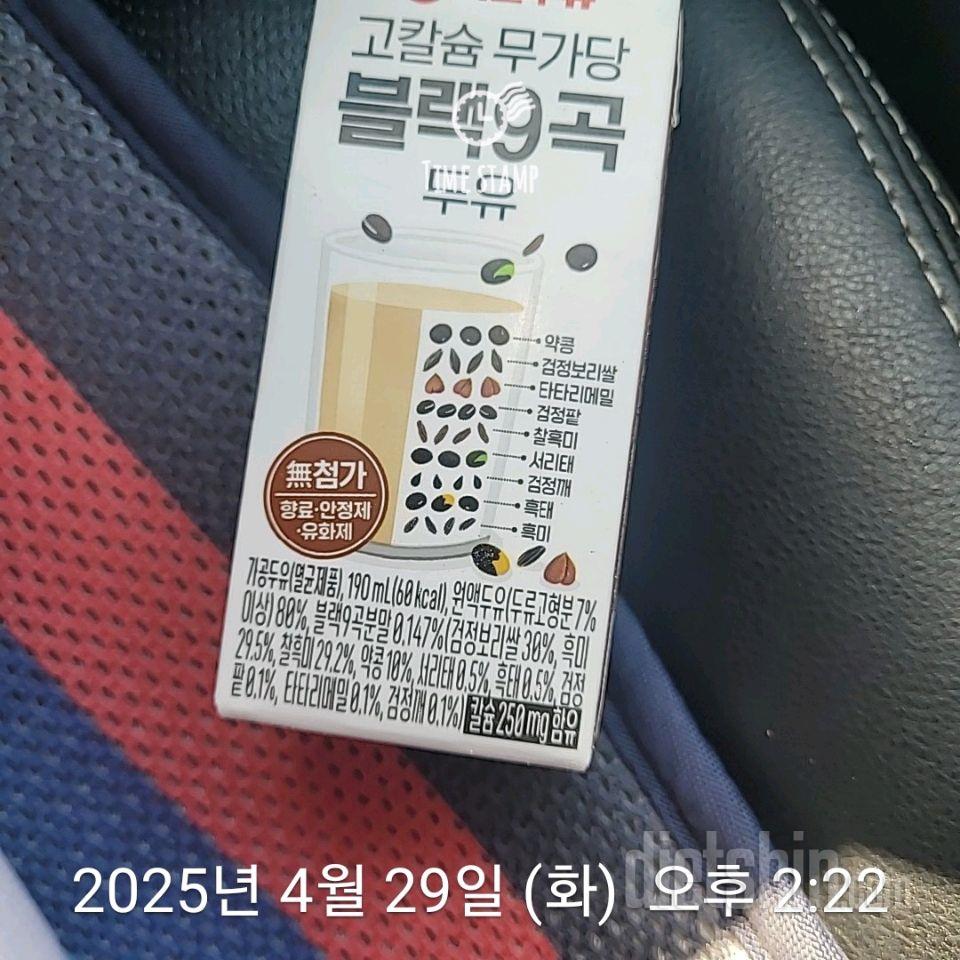 고칼슘 무가당
블랙9곡
두유
TIME STAMP
약콩
검정보리쌀
타타리메밀
검정팥
찰흑미
서리태
검정깨
흑태
흑미
無첨가
향료·안정제
·유화제
가공두유(멸균제품), 190 mL(60 kcal), 원액두유(두류고형분 7%
이상) 80%, 블랙9곡분말 0.147%(검정보리쌀 30%, 흑미
29.5%, 찰흑미 29.2%, 약콩 10%, 서리태 0.5%, 흑태 0.5%, 검정
팥 0.1%, 타타리메밀 0.1%, 검정깨 0.1%) 칼슘 250 mg 함유
dietshin
2025년 4월 29일 (화) 오후 2:22